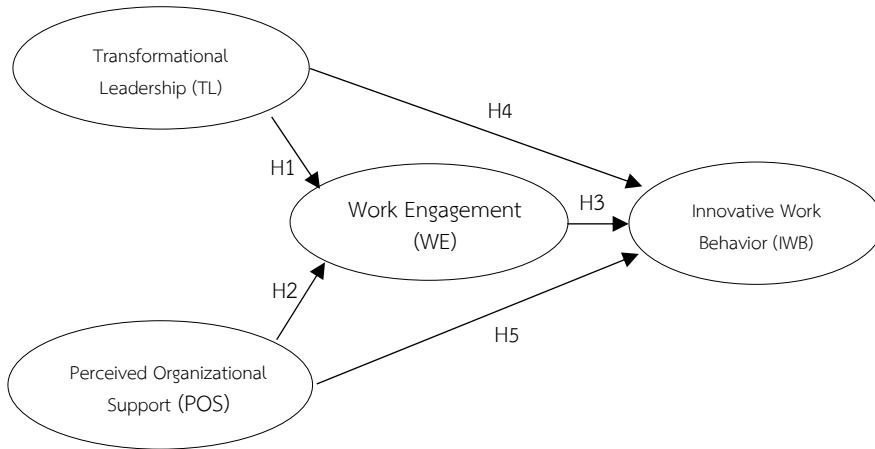 Transformational
Leadership (TL)
H4
H1
Work Engagement
(WE)
H3
Innovative Work
Behavior (IWB)
H2
H5
Perceived Organizational
Support (POS)